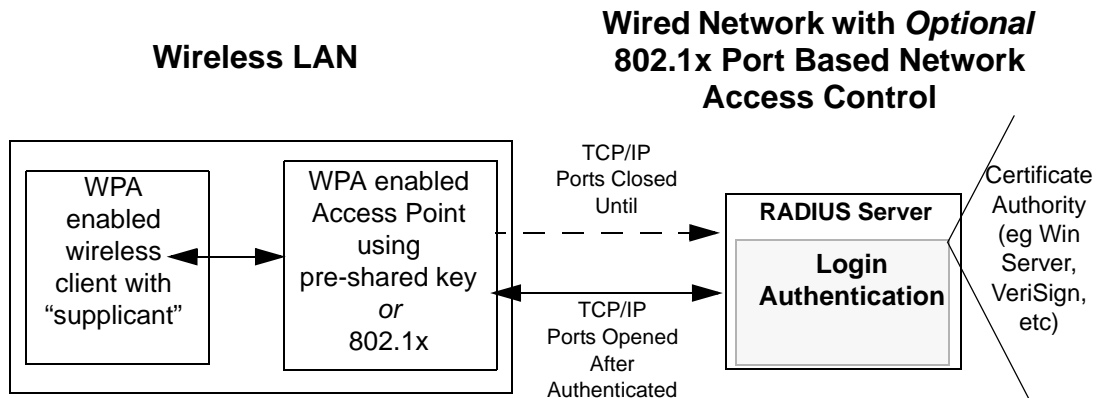 Wireless LAN
Wired Network with Optional
802.1x Port Based Network
Access Control
WPA
enabled
wireless
client with
“supplicant”
WPA enabled
Access Point
using
pre-shared key
or
802.1x
TCP/IP
Ports Closed
Until
TCP/IP
Ports Opened
After
Authenticated
RADIUS Server
Login
Authentication
Certificate
Authority
(eg Win
Server,
VeriSign,
etc)